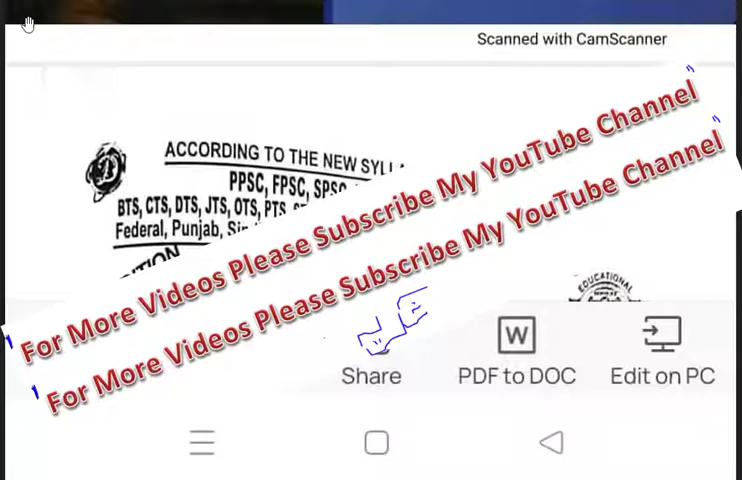 Scanned with CamScanner
ACCORDING TO THE NEW
PPSC, FPSC,
BTS, CTS, DTS, JTS, OTS, PTS,
Federal, Punjab,
For More Videos Please Subscribe My YouTube Channel
For More Videos Please Subscribe My YouTube Channel
EDUCATIONAL
W
Share
PDF to DOC
Edit on PC